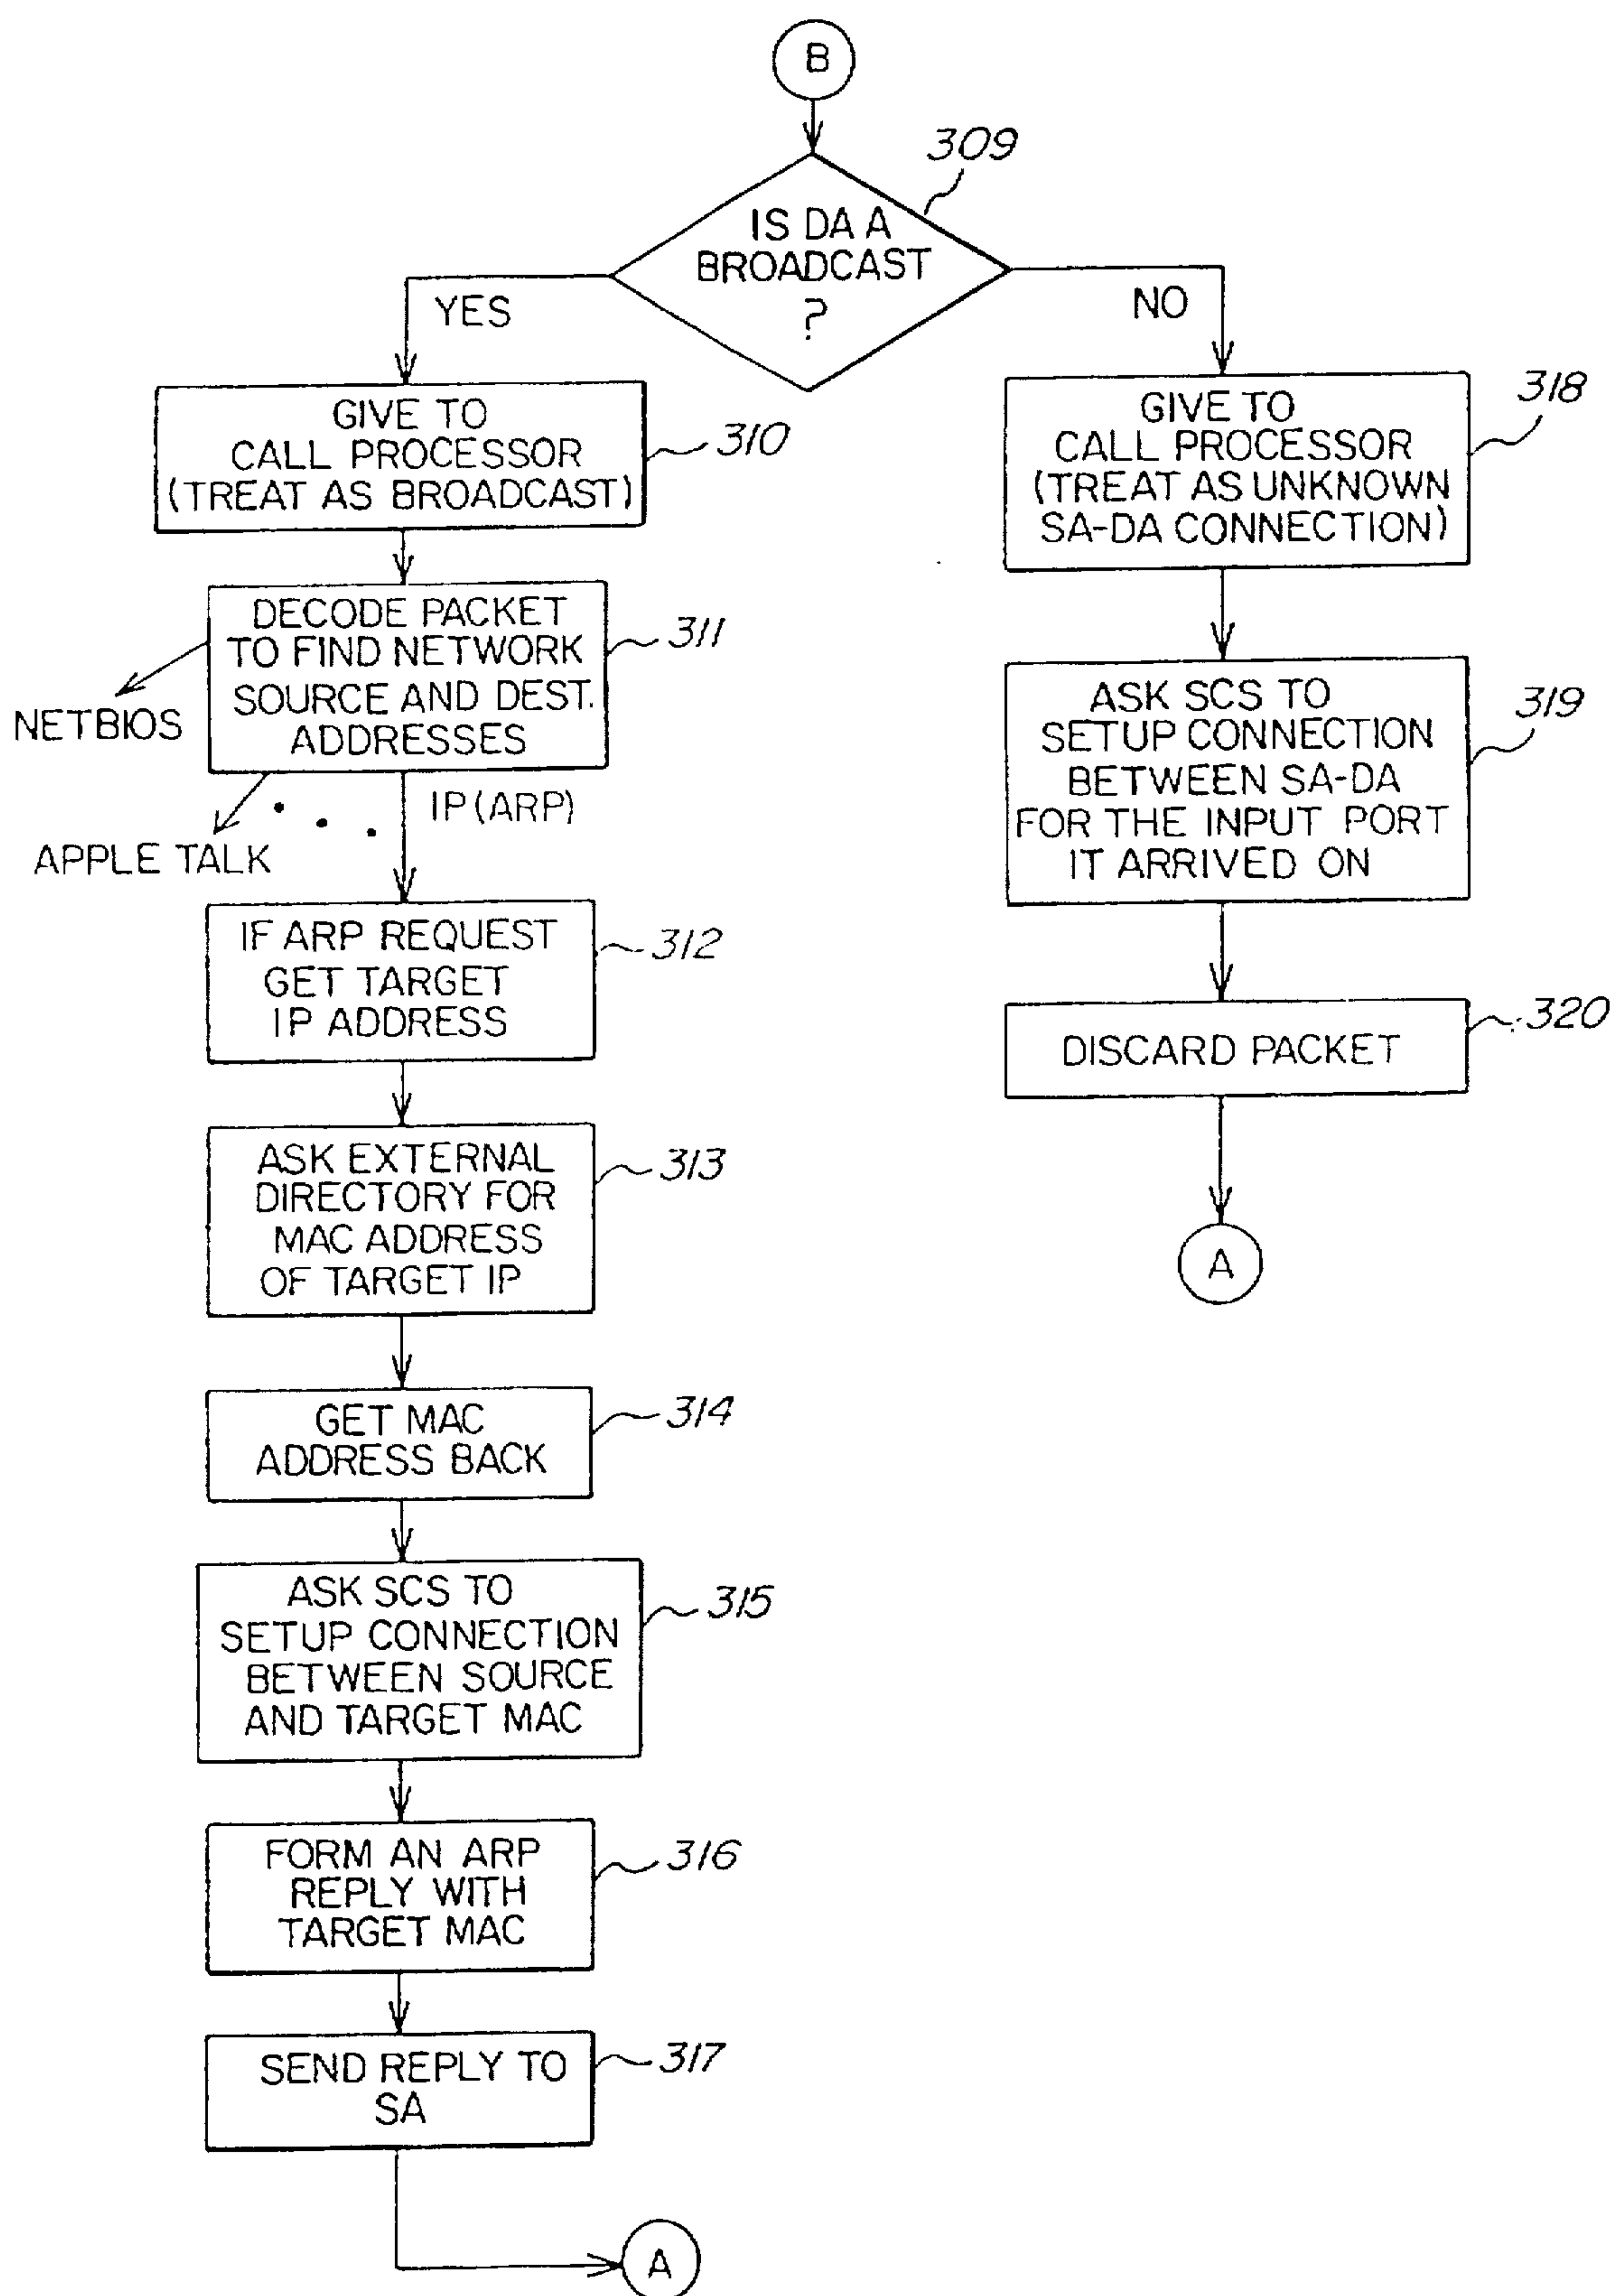 B
309
IS DA A
BROADCAST
?
YES
NO
GIVE TO
CALL PROCESSOR
(TREAT AS BROADCAST)
310
DECODE PACKET
TO FIND NETWORK
SOURCE AND DEST.
ADDRESSES
311
NETBIOS
APPLE TALK
IP (ARP)
IF ARP REQUEST
GET TARGET
IP ADDRESS
312
ASK EXTERNAL
DIRECTORY FOR
MAC ADDRESS
OF TARGET IP
313
GET MAC
ADDRESS BACK
314
ASK SCS TO
SETUP CONNECTION
BETWEEN SOURCE
AND TARGET MAC
315
FORM AN ARP
REPLY WITH
TARGET MAC
316
SEND REPLY TO
SA
317
A
GIVE TO
CALL PROCESSOR
(TREAT AS UNKNOWN
SA-DA CONNECTION)
318
ASK SCS TO
SETUP CONNECTION
BETWEEN SA-DA
FOR THE INPUT PORT
IT ARRIVED ON
319
DISCARD PACKET
320
A